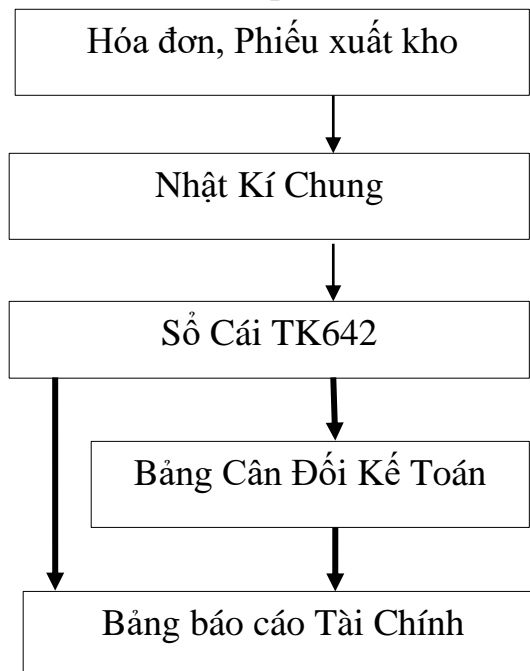 Hóa đơn, Phiếu xuất kho
Nhật Kí Chung
Sổ Cái TK642
Bảng Cân Đối Kế Toán
Bảng báo cáo Tài Chính